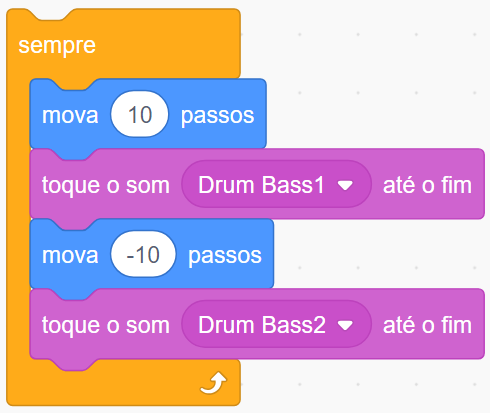 sempre
mova 10 passos
toque o som Drum Bass1 até o fim
mova -10 passos
toque o som Drum Bass2 até o fim